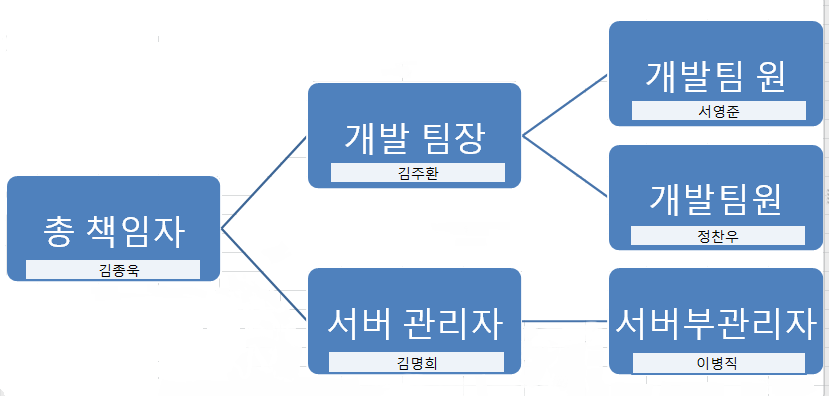 총 책임자
김종욱
개발 팀장
김주환
서버 관리자
김명희
개발팀 원
서영준
개발팀원
정찬우
서버부관리자
이병직